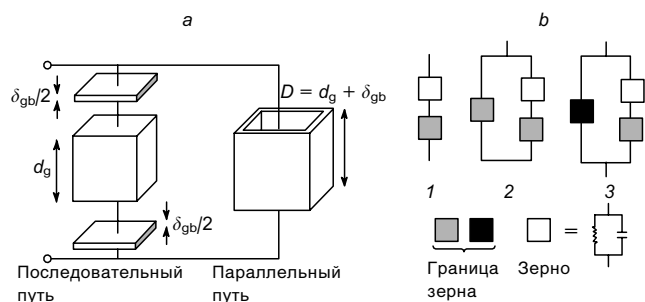 a
b
δgb/2
D = dg + δgb
dg
δgb/2
1
2
3
=
Последовательный
путь
Параллельный
путь
Граница
зерна
Зерно